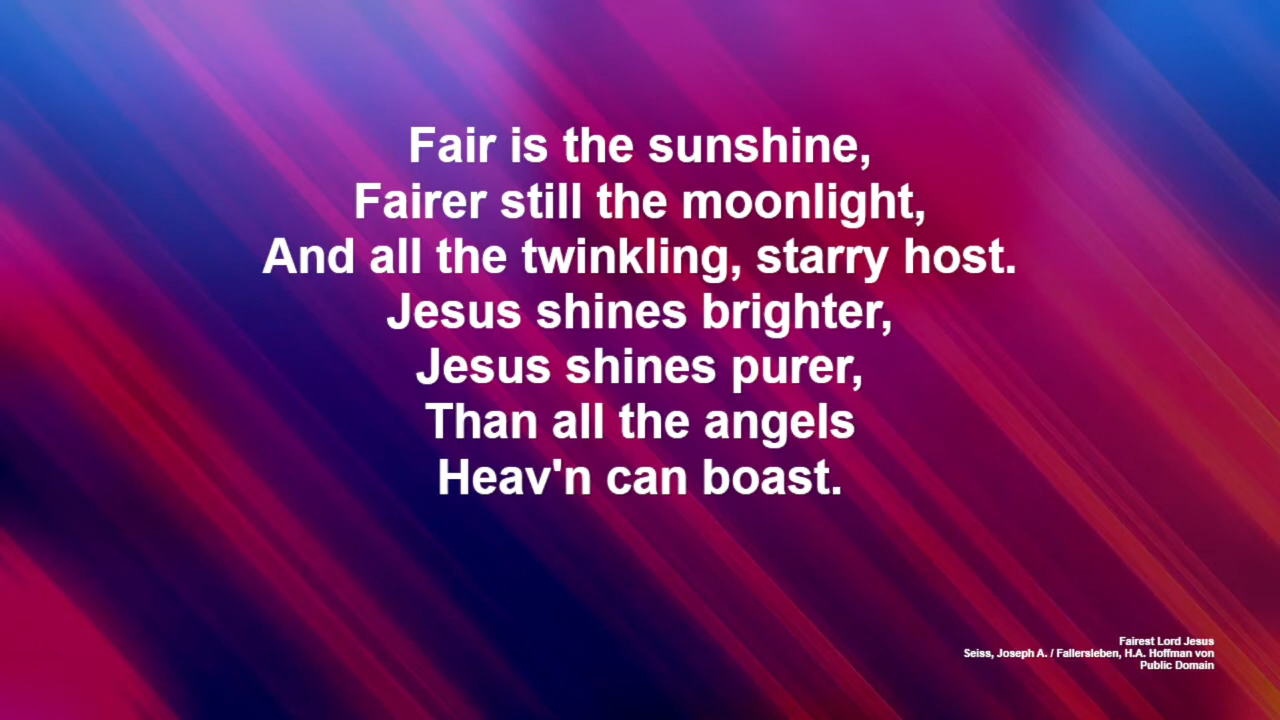 Fair is the sunshine,
Fairer still the moonlight,
And all the twinkling, starry host.
Jesus shines brighter,
Jesus shines purer,
Than all the angels
Heav'n can boast.
Fairest Lord Jesus
Seiss, Joseph A. / Fallersleben, H.A. Hoffman von
Public Domain